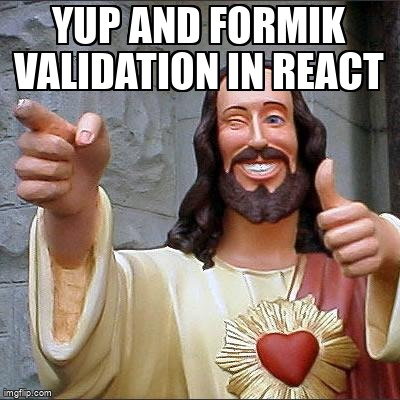 YUP AND FORMIK
VALIDATION IN REACT
imgflip.com